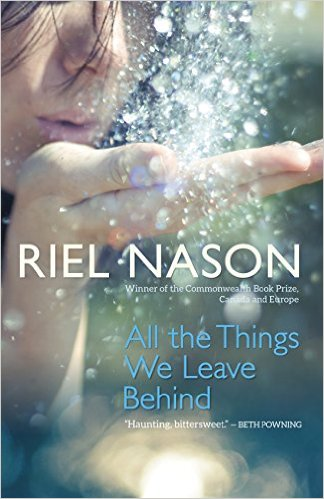 RIEL NASON
Winner of the Commonwealth Book Prize,
Canada and Europe
All the Things
We Leave
Behind
"Haunting, bittersweet." – BETH POWNING